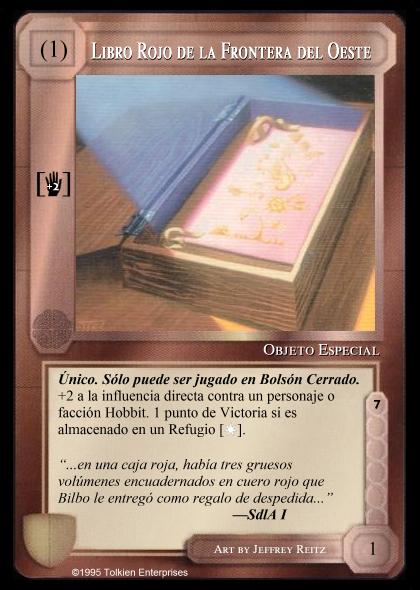 (1)
LIBRO ROJO DE LA FRONTERA DEL OESTE
[+2]
OBJETO ESPECIAL
Único. Sólo puede ser jugado en Bolsón Cerrado.
+2 a la influencia directa contra un personaje o
facción Hobbit. 1 punto de Victoria si es
almacenado en un Refugio [☀].
7
“...en una caja roja, había tres gruesos
volúmenes encuadernados en cuero rojo que
Bilbo le entregó como regalo de despedida...”
—SdlA I
ART BY JEFFREY REITZ
1
©1995 Tolkien Enterprises